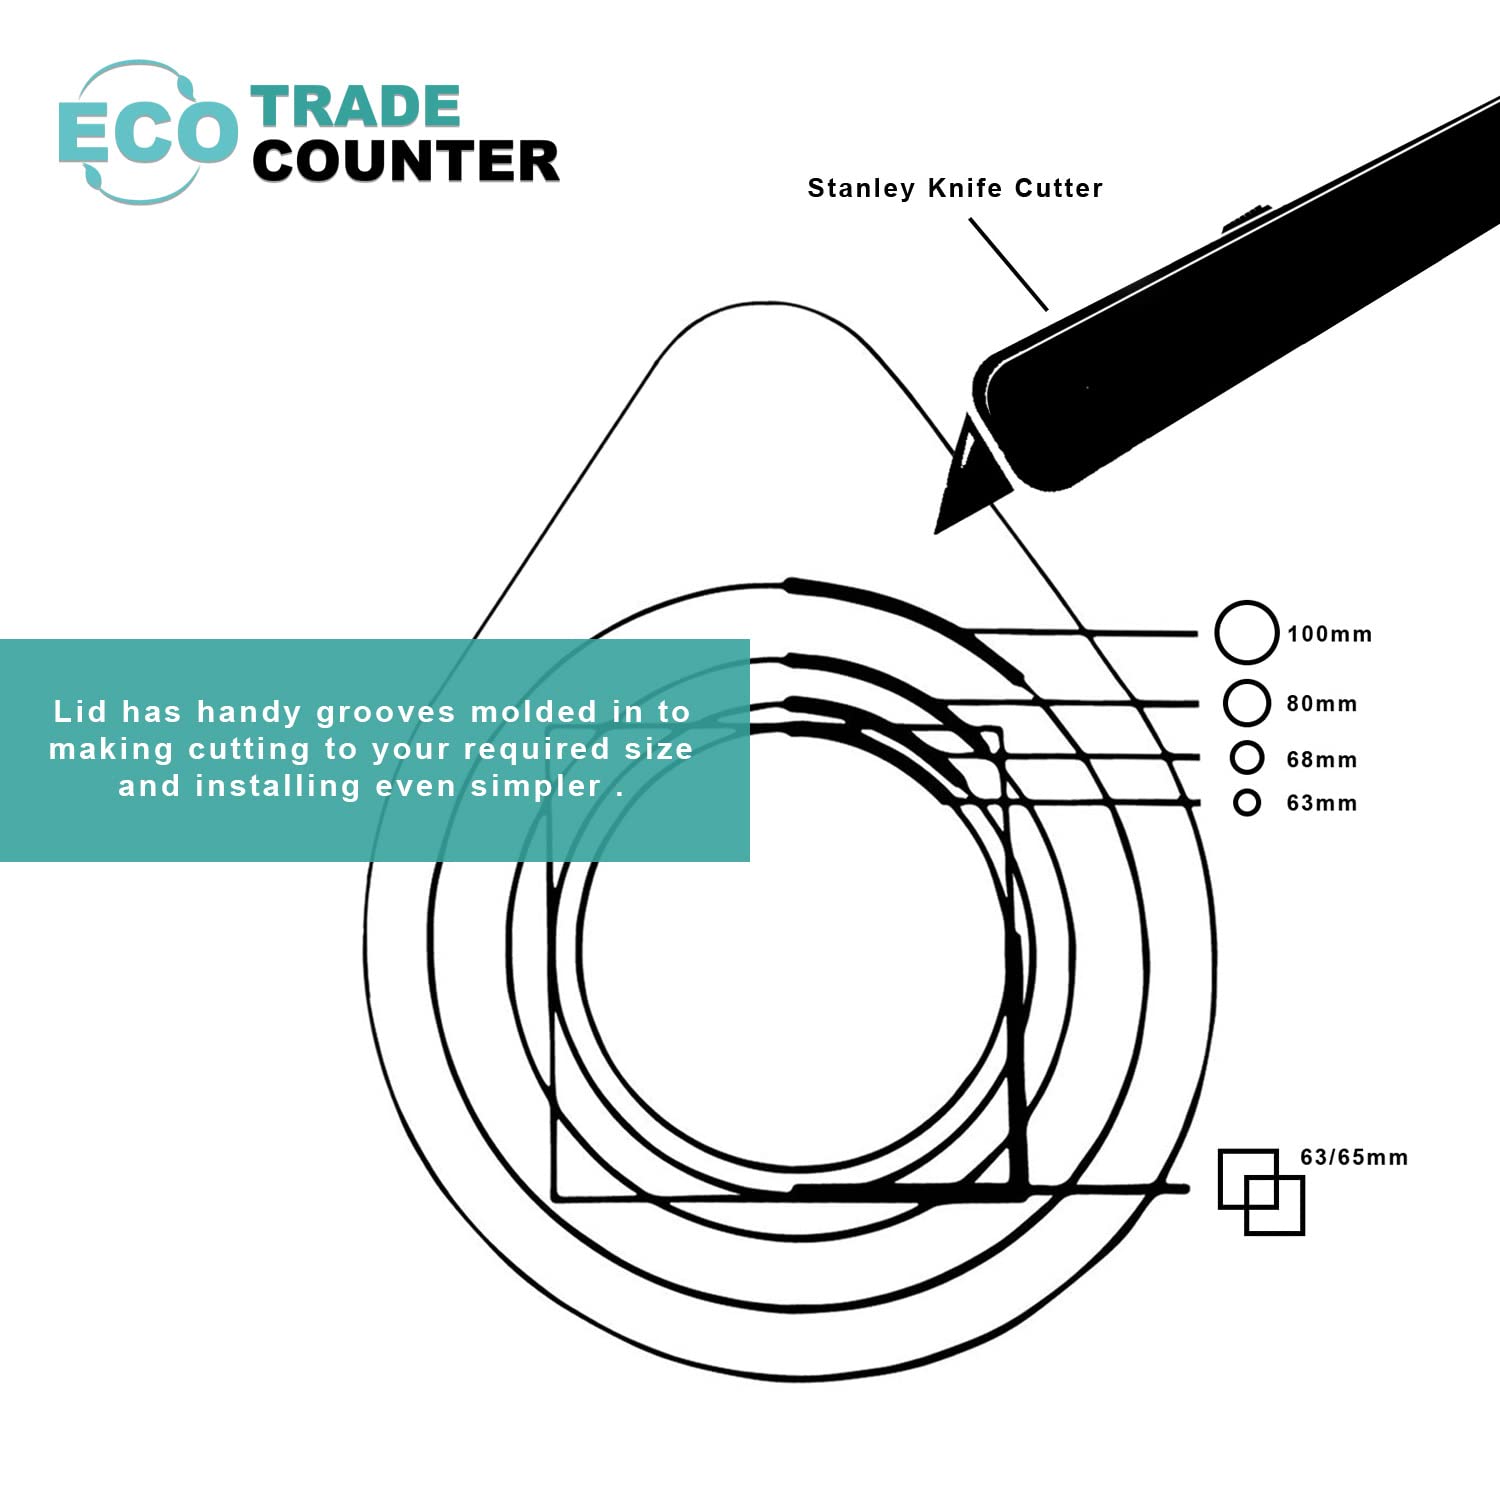 ECO TRADE
COUNTER
Stanley Knife Cutter
100mm
80mm
68mm
63mm
Lid has handy grooves molded in to
making cutting to your required size
and installing even simpler .
63/65mm